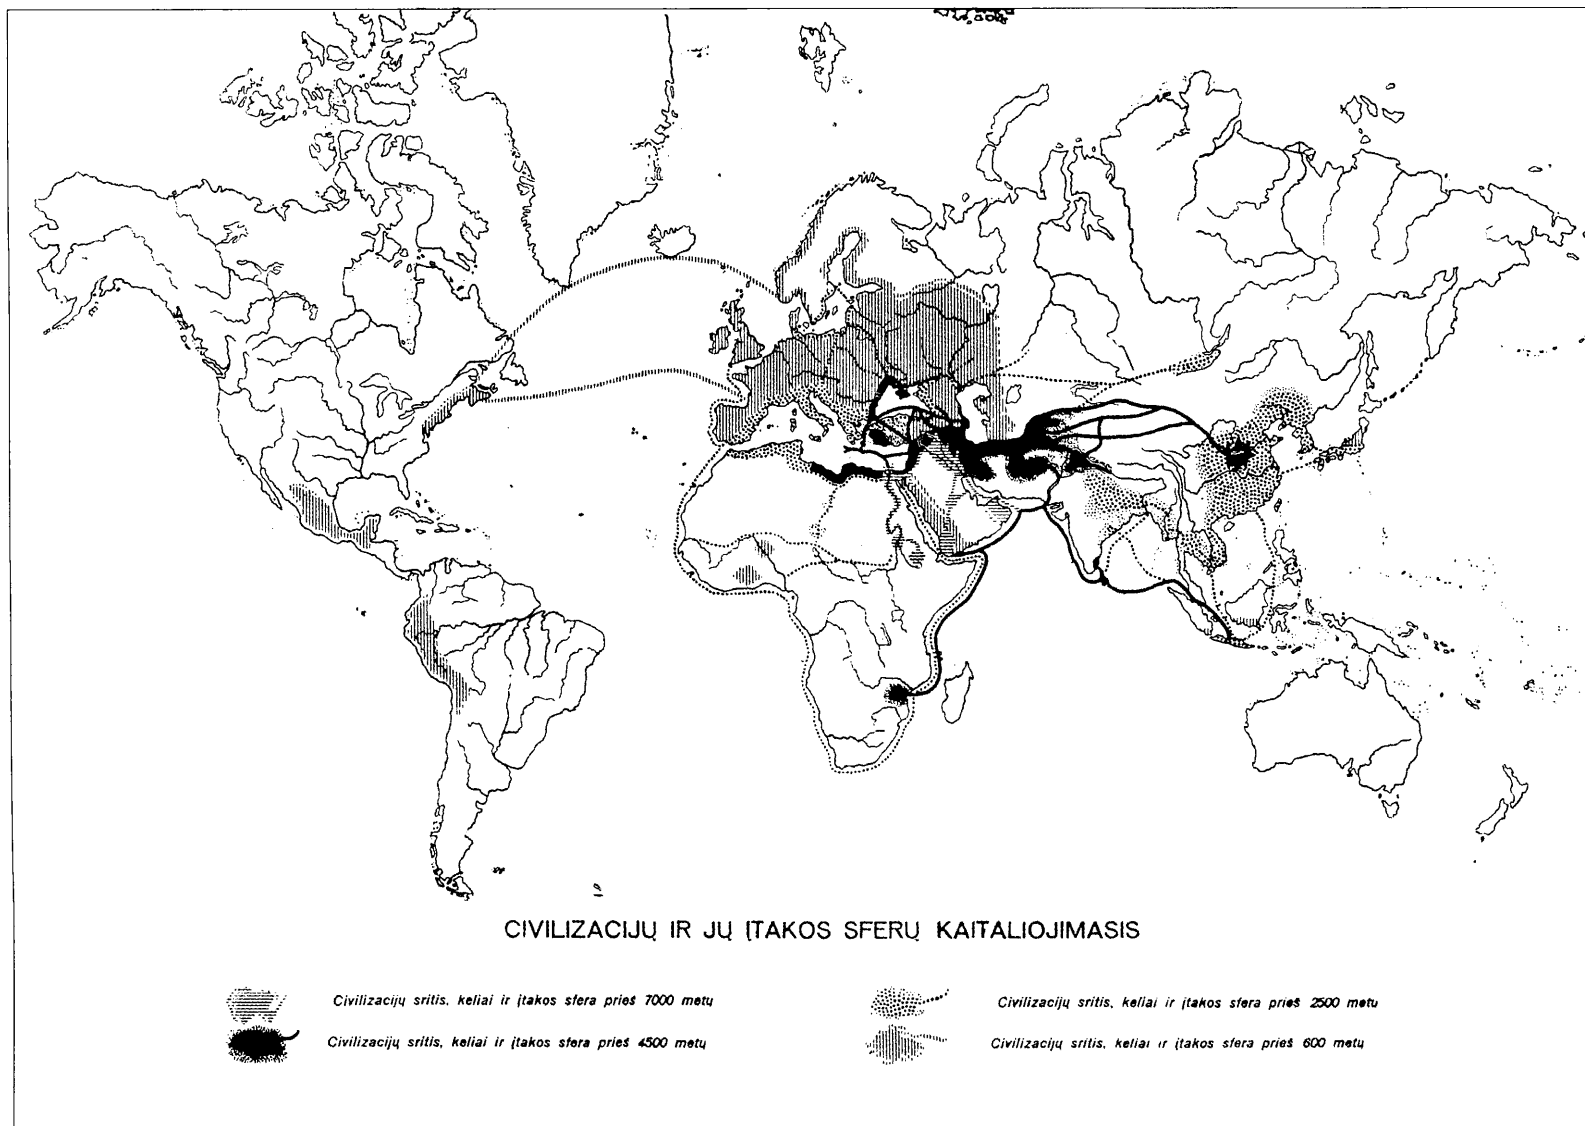 CIVILIZACIJŲ IR JŲ ĮTAKOS SFERŲ KAITALIOJIMASIS
Civilizacijų sritis, keliai ir įtakos sfera prieš 7000 metų
Civilizacijų sritis, keliai ir įtakos sfera prieš 4500 metų
Civilizacijų sritis, keliai ir įtakos sfera prieš 2500 metų
Civilizacijų sritis, keliai ir įtakos sfera prieš 600 metų